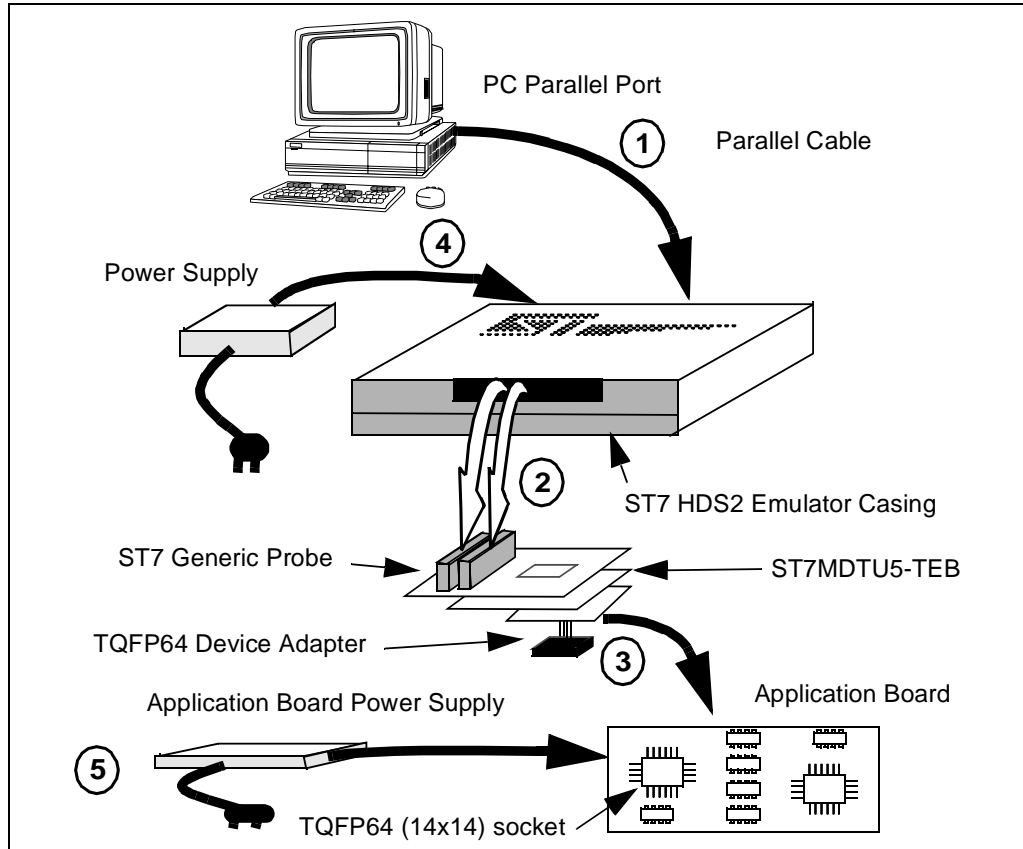 PC Parallel Port
1
Parallel Cable
4
Power Supply
2
ST7 HDS2 Emulator Casing
ST7 Generic Probe
ST7MDTU5-TEB
TQFP64 Device Adapter
3
Application Board
Application Board Power Supply
5
TQFP64 (14x14) socket